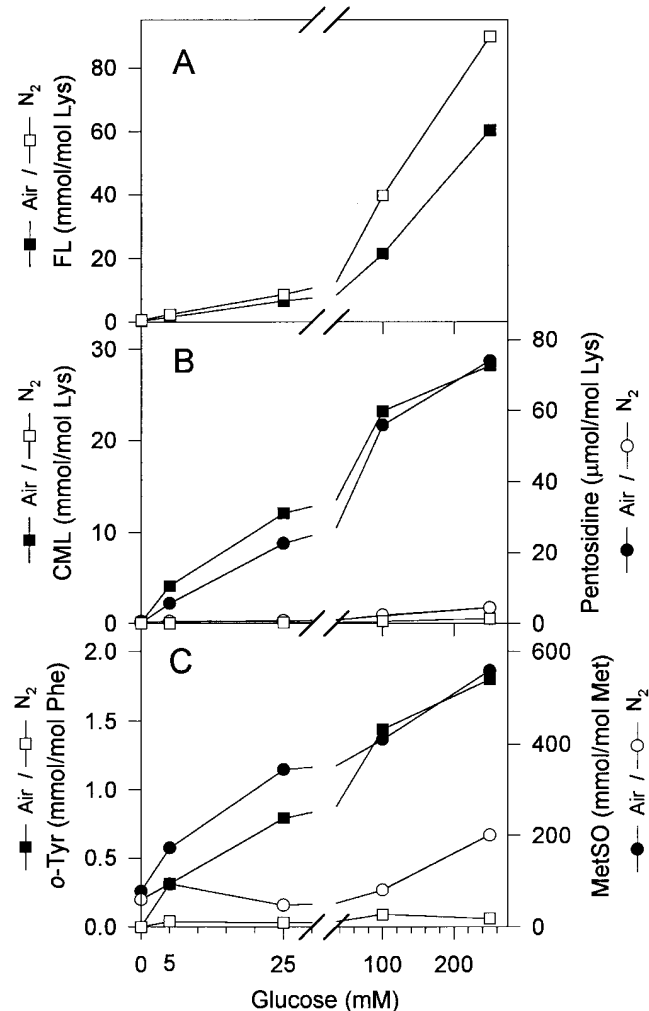 A
80
60
40
20
0
Air / N2
FL (mmol/mol Lys)
B
30
20
10
0
Air / N2
CML (mmol/mol Lys)
80
60
40
20
0
Pentosidine (μmol/mol Lys)
Air / N2
C
2.0
1.5
1.0
0.5
0.0
Air / N2
o-Tyr (mmol/mol Phe)
600
400
200
0
MetSO (mmol/mol Met)
Air / N2
0 5 25 100 200
Glucose (mM)